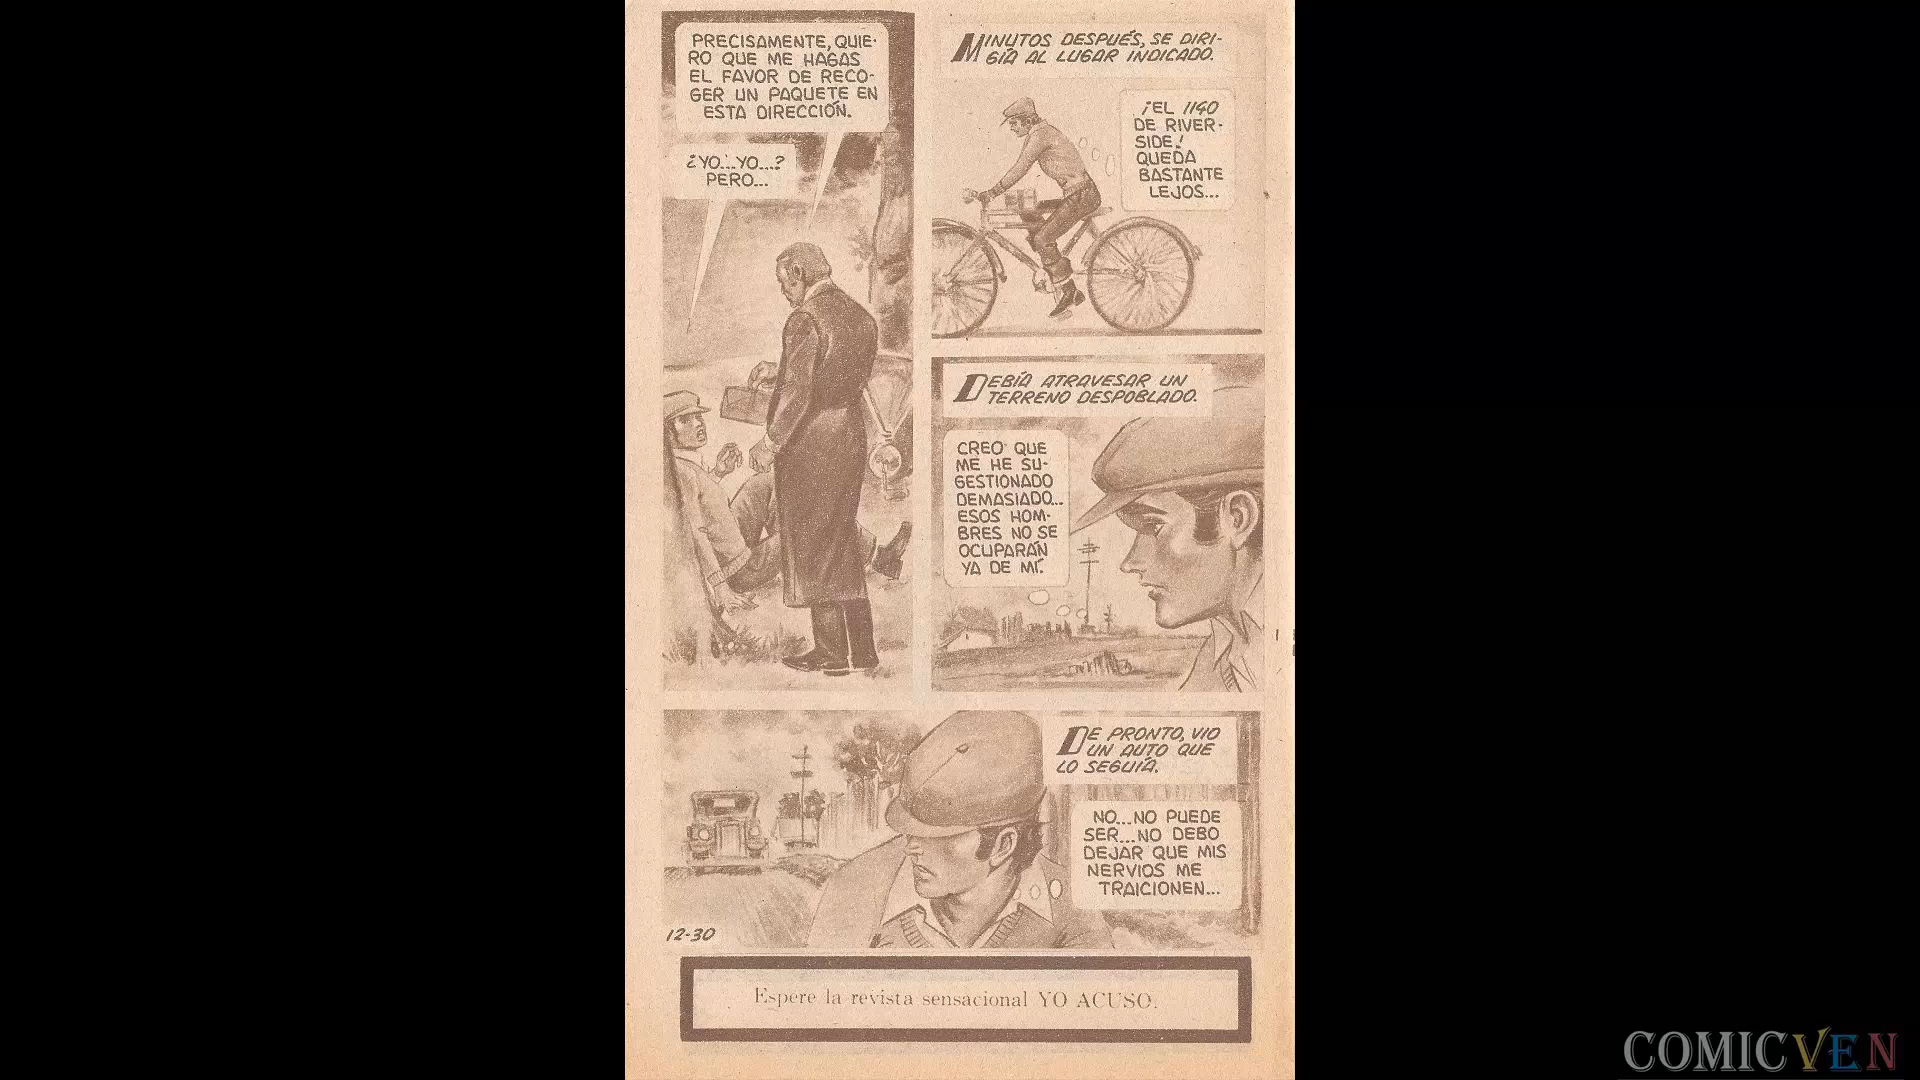 PRECISAMENTE, QUIE-
RO QUE ME HAGAS
EL FAVOR DE RECO-
GER UN PAQUETE EN
ESTA DIRECCIÓN.
¿YO...YO...?
PERO...
MINUTOS DESPUÉS, SE DIRI-
GÍA AL LUGAR INDICADO.
¡EL 1140
DE RIVER-
SIDE!
QUEDA
BASTANTE
LEJOS...
DEBÍA ATRAVESAR UN
TERRENO DESPOBLADO.
CREO QUE
ME HE SU-
GESTIONADO
DEMASIADO...
ESOS HOM-
BRES NO SE
OCUPARÁN
YA DE MÍ.
DE PRONTO, VIO
UN AUTO QUE
LO SEGUÍA.
NO...NO PUEDE
SER...NO DEBO
DEJAR QUE MIS
NERVIOS ME
TRAICIONEN...
12-30
Espere la revista sensacional YO ACUSO.
COMICVEN